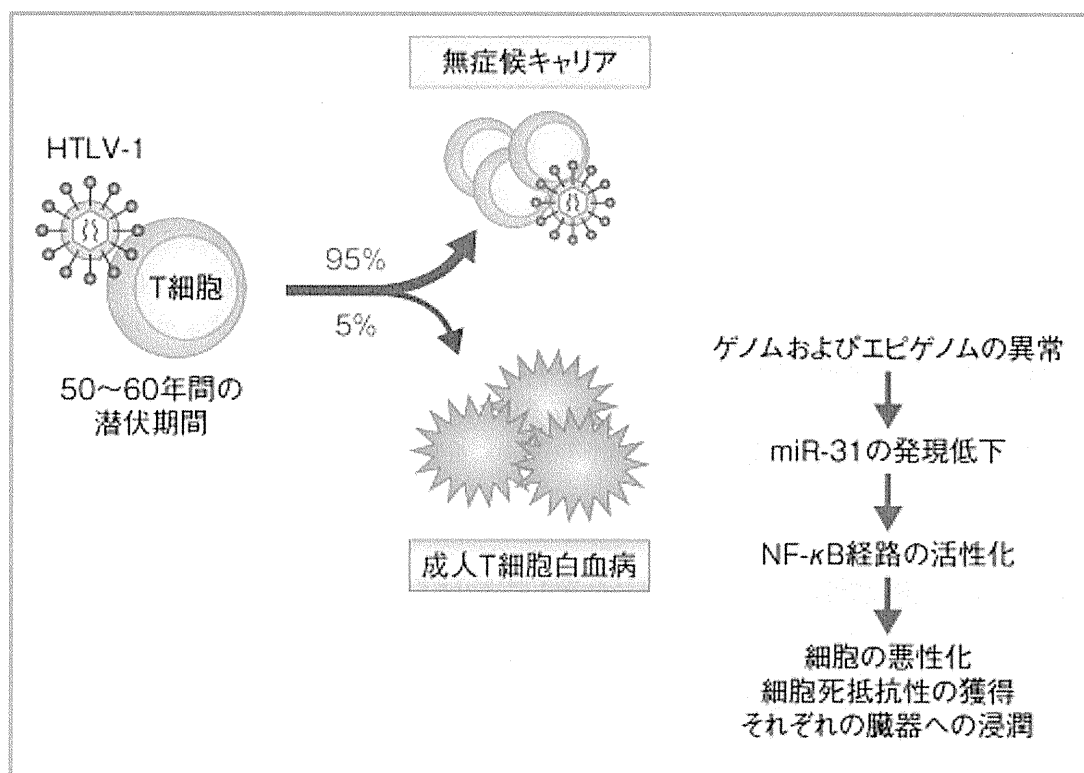 無症候キャリア
HTLV-1
T細胞
50〜60年間の
潜伏期間
95%
5%
成人T細胞白血病
ゲノムおよびエピゲノムの異常
miR-31の発現低下
NF-κB経路の活性化
細胞の悪性化
細胞死抵抗性の獲得
それぞれの臓器への浸潤